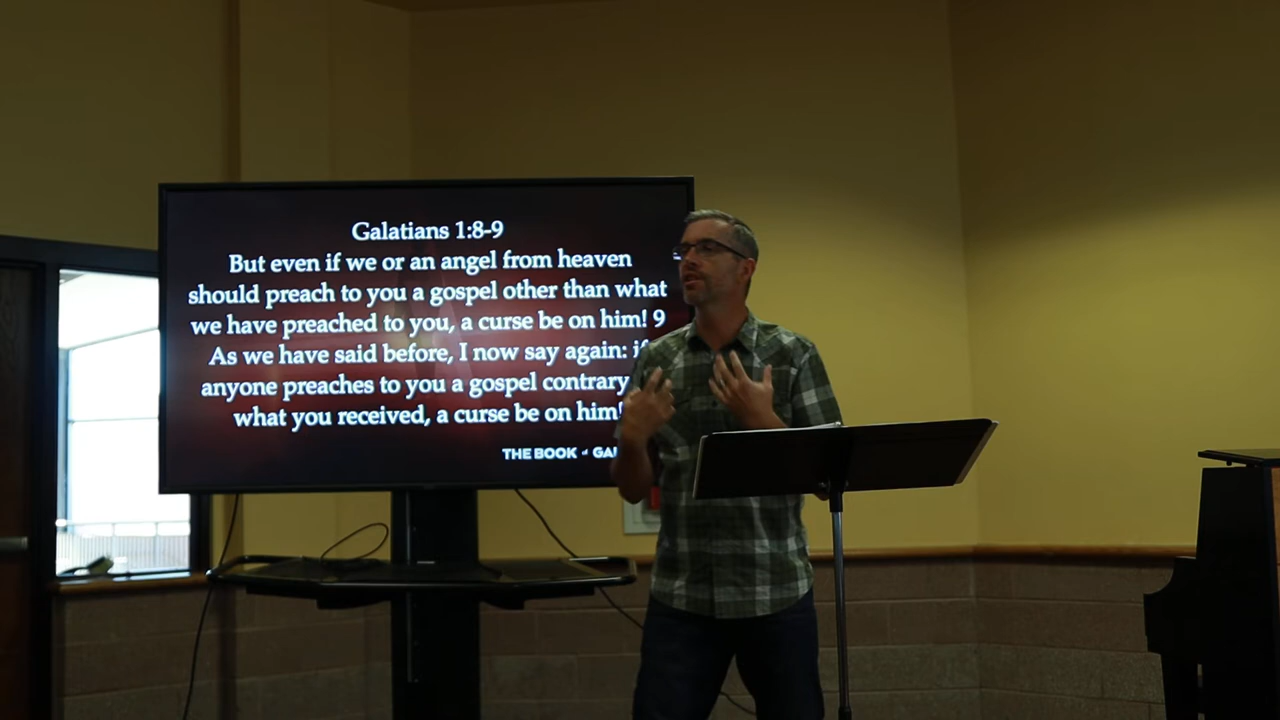 Galatians 1:8-9
But even if we or an angel from heaven
should preach to you a gospel other than what
we have preached to you, a curse be on him! 9
As we have said before, I now say again: if
anyone preaches to you a gospel contrary
what you received, a curse be on him!
THE BOOK of